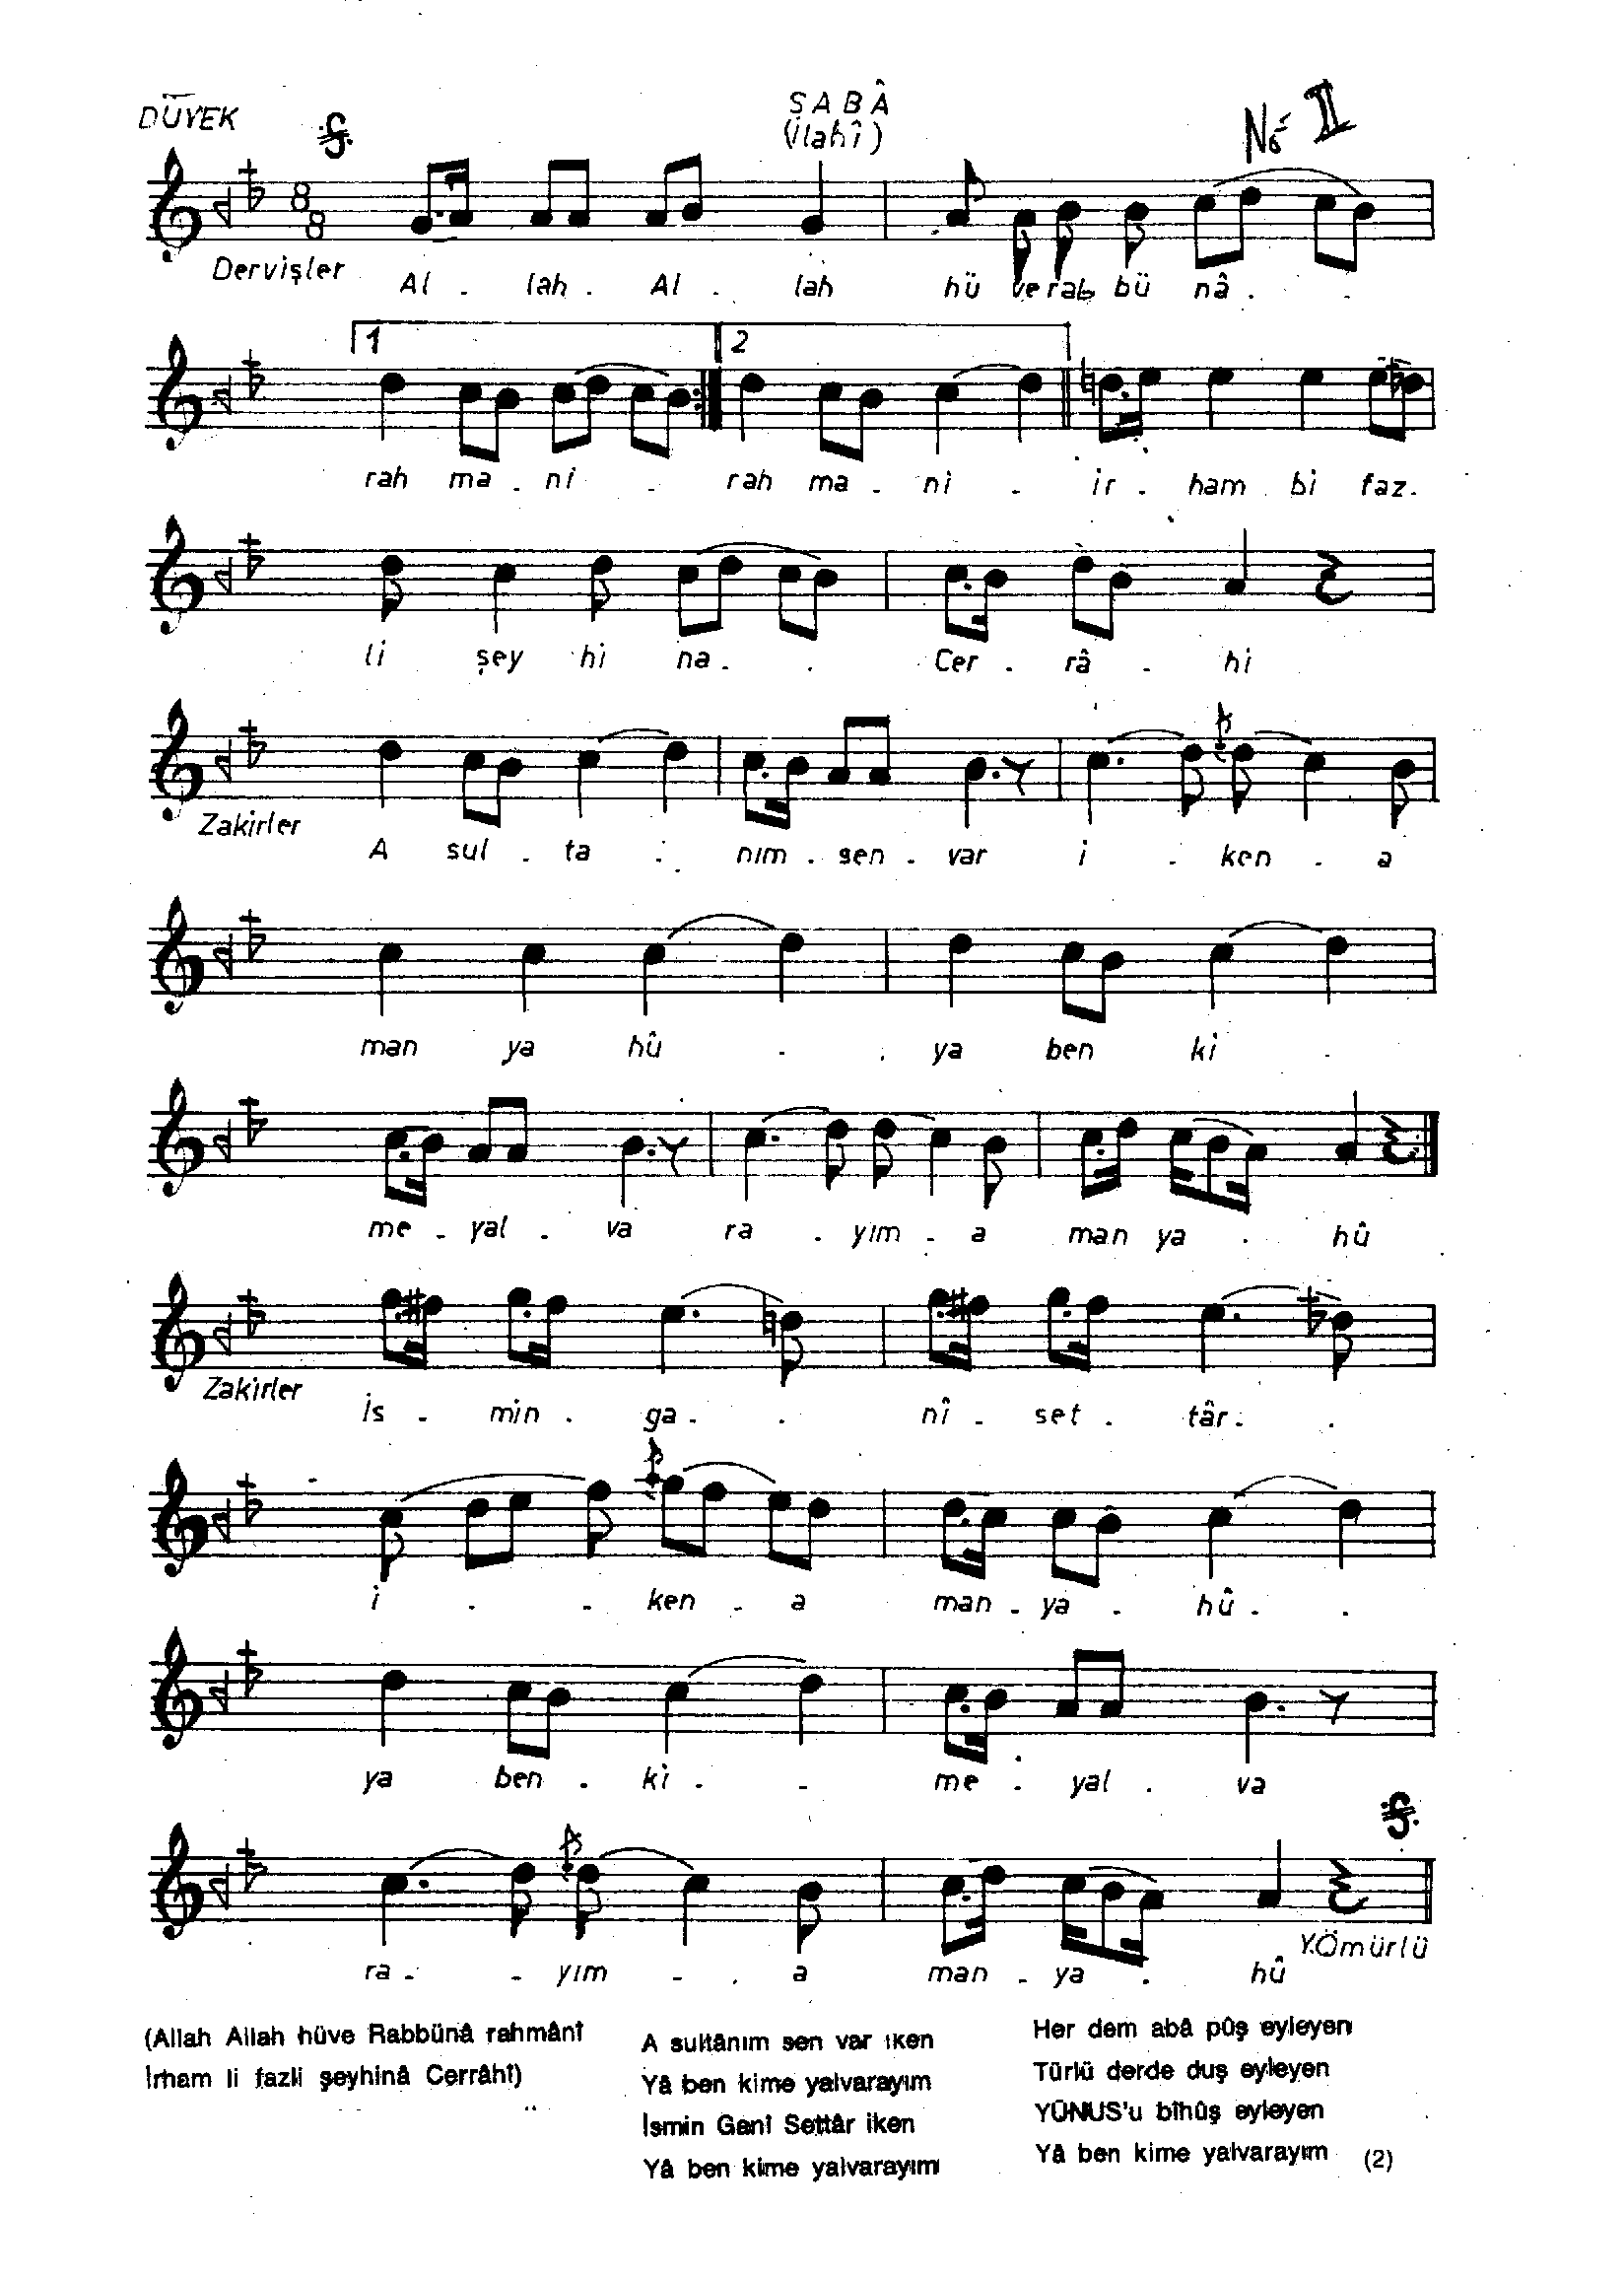 DÜYEK
SABÂ
(İlahî)
No II
8
8
Dervişler
Al . lah . Al . lah hü ve rab bü nâ . .
1 2
rah ma . ni . rah ma . ni . ir . ham bi faz.
li şey hi na . . Cer . râ . hi
Zakirler
A sul . ta . nım . sen . var i . ken . a
man ya hû . . ya ben ki .
me . yal . va ra . yım . a man ya . hû
Zakirler
is . min . ga . . nî . set . târ . .
i . . ken . a man . ya . hû . .
ya ben . ki . . me . yal . va
ra . . yım . . a man . ya . hû
Y.Ömürlü
(Allah Allah hüve Rabbünâ rahmânî
İrham li fazli şeyhinâ Cerrâhî)
A sultânım sen var iken
Yâ ben kime yalvarayım
İsmin Ganî Settâr iken
Yâ ben kime yalvarayım
Her dem abâ pûş eyleyen
Türlü derde duş eyleyen
YÛNUS'u bîhûş eyleyen
Yâ ben kime yalvarayım (2)